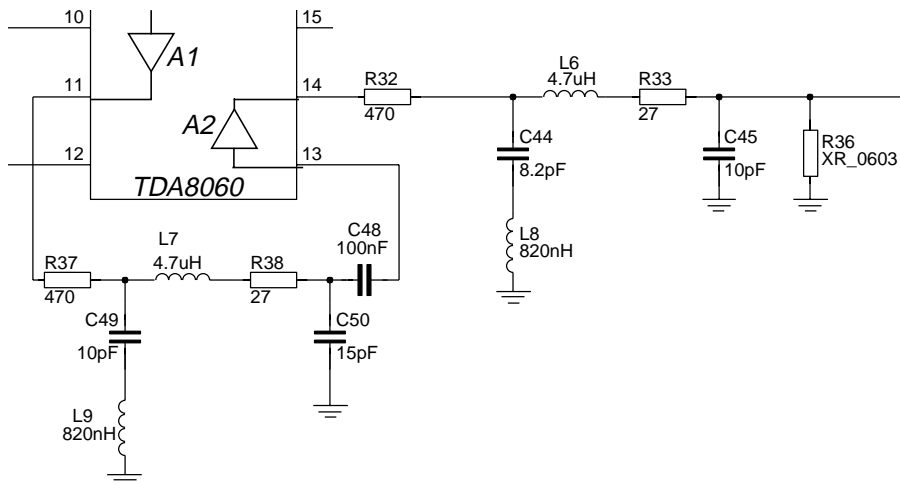 10
15
A1
11
14
A2
12
13
TDA8060
R32
470
L6
4.7uH
R33
27
C44
8.2pF
C45
10pF
R36
XR_0603
L8
820nH
C48
100nF
R37
470
L7
4.7uH
R38
27
C49
10pF
C50
15pF
L9
820nH